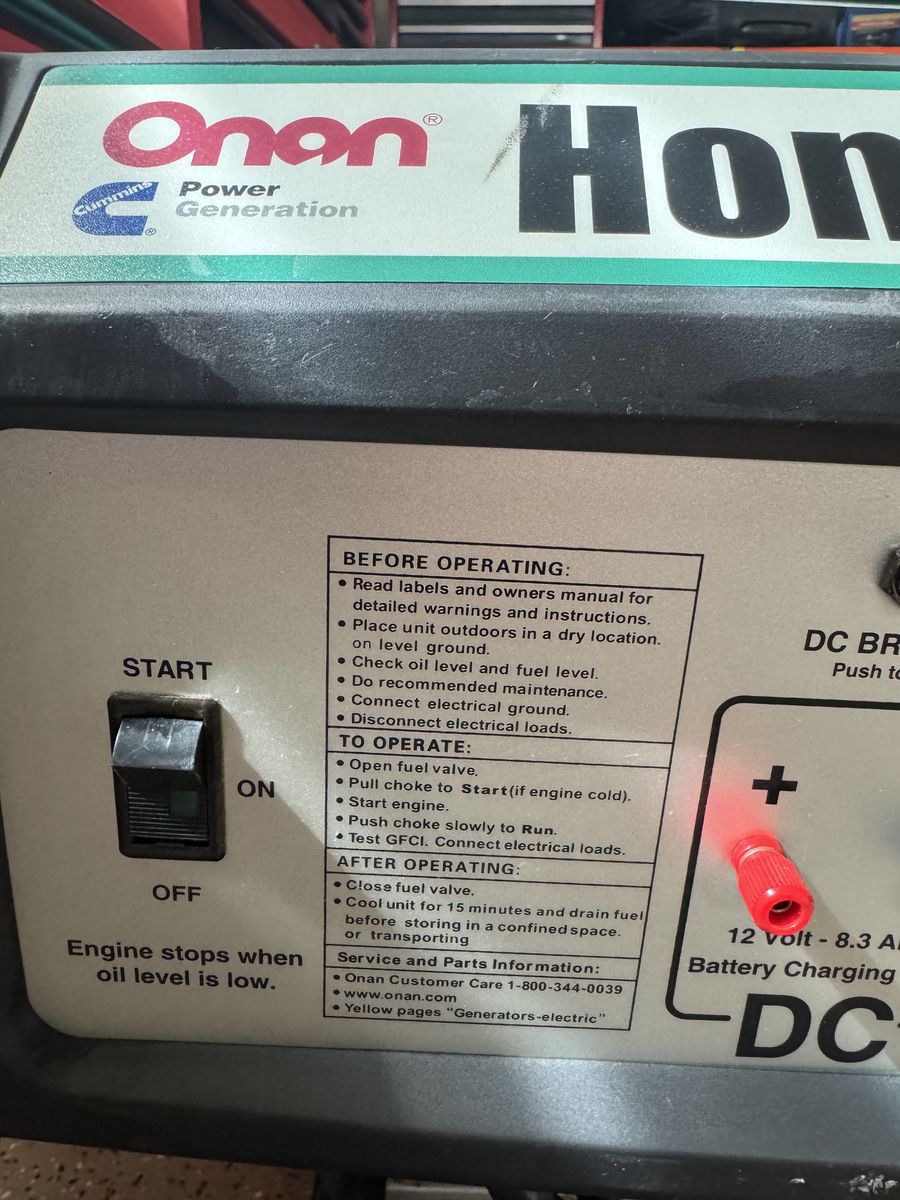 Onan®
Hon
Cummins
®
Power
Generation
START
ON
OFF
Engine stops when
oil level is low.
BEFORE OPERATING:
• Read labels and owners manual for
detailed warnings and instructions.
• Place unit outdoors in a dry location.
on level ground.
• Check oil level and fuel level.
• Do recommended maintenance.
• Connect electrical ground.
• Disconnect electrical loads.
TO OPERATE:
• Open fuel valve.
• Pull choke to Start(if engine cold).
• Start engine.
• Push choke slowly to Run.
• Test GFCI. Connect electrical loads.
AFTER OPERATING:
• Close fuel valve.
• Cool unit for 15 minutes and drain fuel
before storing in a confined space.
or transporting
Service and Parts Information:
• Onan Customer Care 1-800-344-0039
• www.onan.com
• Yellow pages "Generators-electric"
DC BR
Push to
+
12 Volt - 8.3 A
Battery Charging
DC